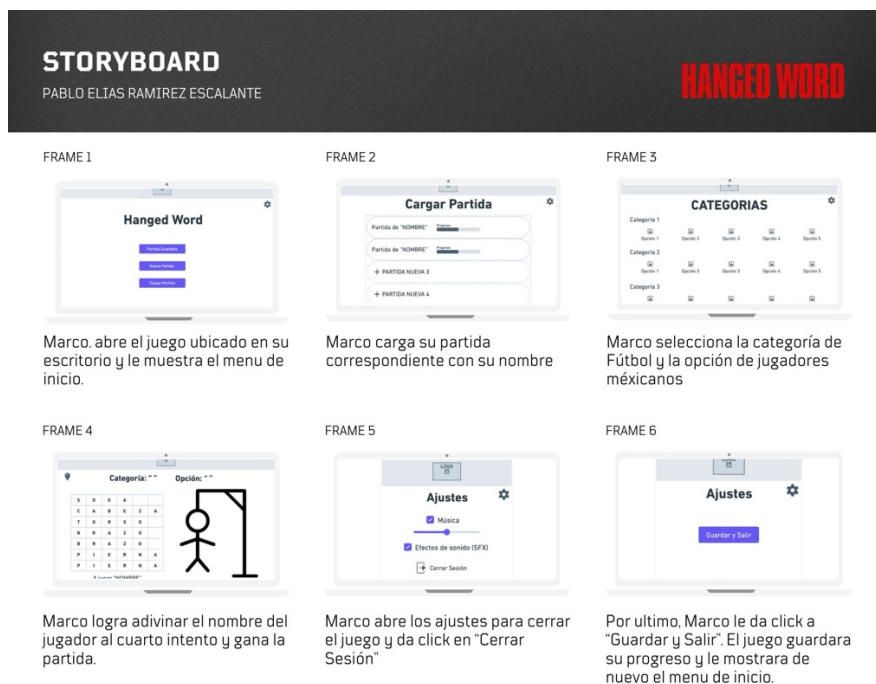 STORYBOARD
PABLO ELIAS RAMIREZ ESCALANTE
HANGED WORD
FRAME 1
Hanged Word
Partida Guardada
Nueva Partida
Cargar Partida
Marco. abre el juego ubicado en su
escritorio y le muestra el menu de
inicio.
FRAME 2
Cargar Partida
Partida de "NOMBRE"
Progreso
Partida de "NOMBRE"
Progreso
+ PARTIDA NUEVA 3
+ PARTIDA NUEVA 4
Marco carga su partida
correspondiente con su nombre
FRAME 3
CATEGORIAS
Categoría 1
Opción 1 Opción 2 Opción 3 Opción 4 Opción 5
Categoría 2
Opción 1 Opción 2 Opción 3 Opción 4 Opción 5
Categoría 3
Marco selecciona la categoría de
Fútbol y la opción de jugadores
méxicanos
FRAME 4
Categoría: " " Opción: " "
S O G A
C A B E Z A
T O R S O
B R A Z O
B R A Z O
P I E R N A
P I E R N A
A jugar "NOMBRE"
Marco logra adivinar el nombre del
jugador al cuarto intento y gana la
partida.
FRAME 5
LOGO
Ajustes
Música
Efectos de sonido (SFX)
Cerrar Sesión
Marco abre los ajustes para cerrar
el juego y da click en "Cerrar
Sesión"
FRAME 6
LOGO
Ajustes
Guardar y Salir
Por ultimo, Marco le da click a
"Guardar y Salir". El juego guardara
su progreso y le mostrara de
nuevo el menu de inicio.